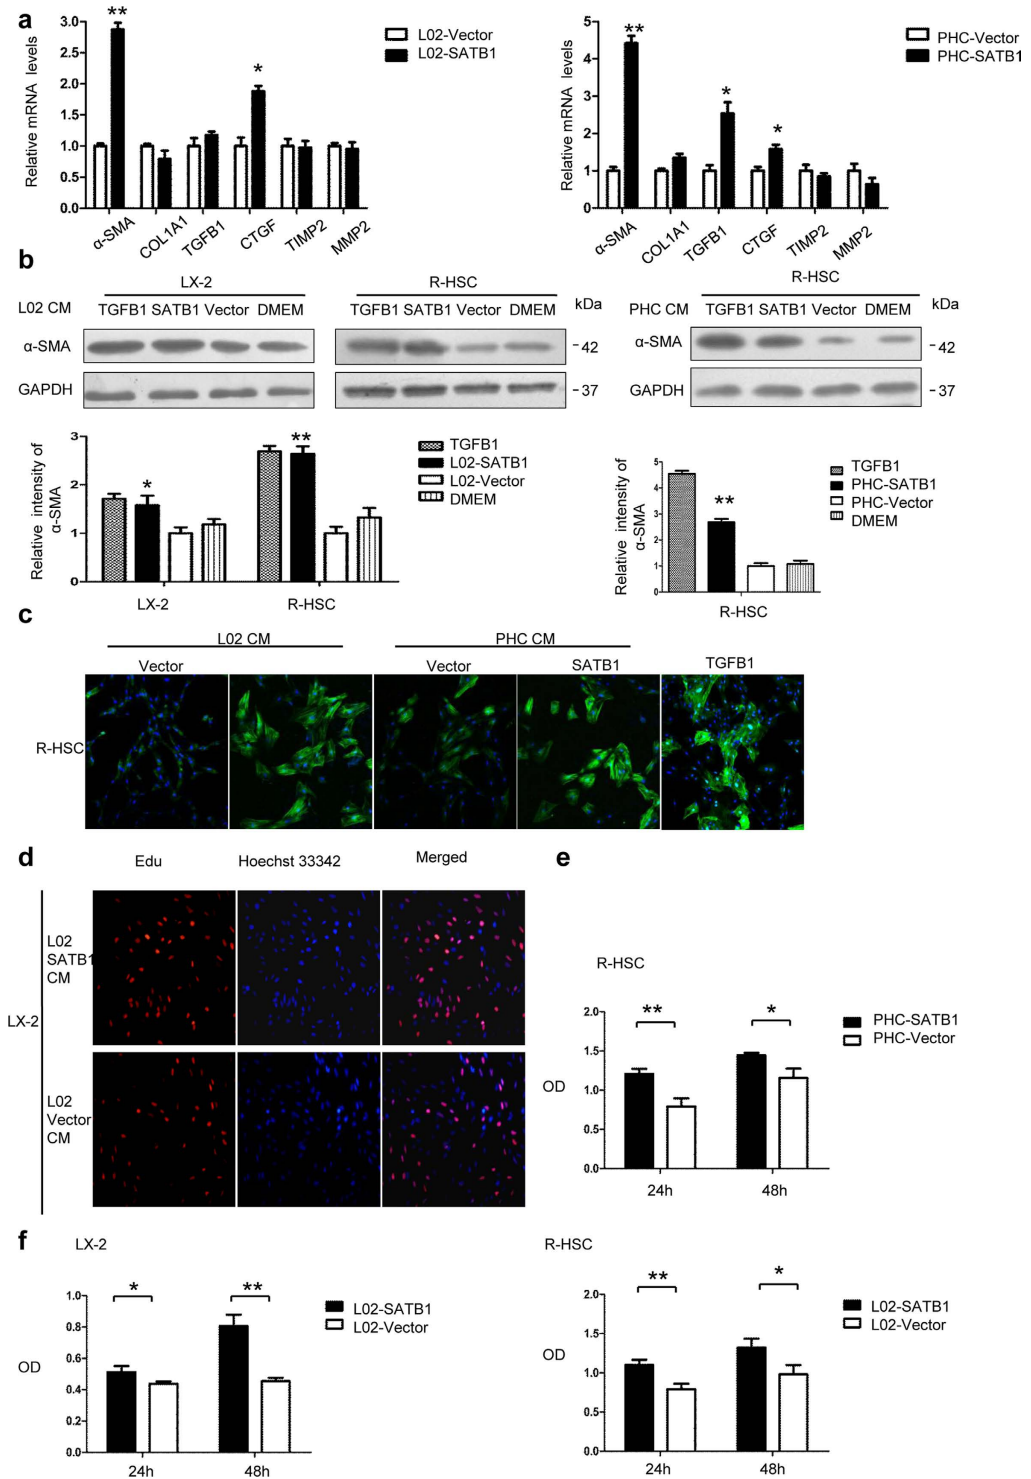 a
3.0
2.5
2.0
1.5
1.0
0.5
0.0
Relative mRNA levels
**
*
L02-Vector
L02-SATB1
α-SMA
COL1A1
TGFB1
CTGF
TIMP2
MMP2
5
4
3
2
1
0
Relative mRNA levels
**
*
*
PHC-Vector
PHC-SATB1
α-SMA
COL1A1
TGFB1
CTGF
TIMP2
MMP2
b
LX-2
L02 CM TGFB1 SATB1 Vector DMEM
α-SMA
GAPDH
R-HSC
TGFB1 SATB1 Vector DMEM kDa
-42
-37
R-HSC
PHC CM TGFB1 SATB1 Vector DMEM kDa
α-SMA -42
GAPDH -37
3
2
1
0
Relative intensity of
α-SMA
*
**
LX-2 R-HSC
TGFB1
L02-SATB1
L02-Vector
DMEM
5
4
3
2
1
0
Relative intensity of
α-SMA
**
R-HSC
TGFB1
PHC-SATB1
PHC-Vector
DMEM
c
L02 CM PHC CM
Vector Vector SATB1 TGFB1
R-HSC
d
Edu Hoechst 33342 Merged
LX-2
L02
SATB1
CM
L02
Vector
CM
e
R-HSC
2.0
1.5
1.0
0.5
0.0
OD
** *
24h 48h
PHC-SATB1
PHC-Vector
f
LX-2
1.0
0.8
0.6
0.4
0.2
0.0
OD
* **
24h 48h
L02-SATB1
L02-Vector
R-HSC
2.0
1.5
1.0
0.5
0.0
OD
** *
24h 48h
L02-SATB1
L02-Vector